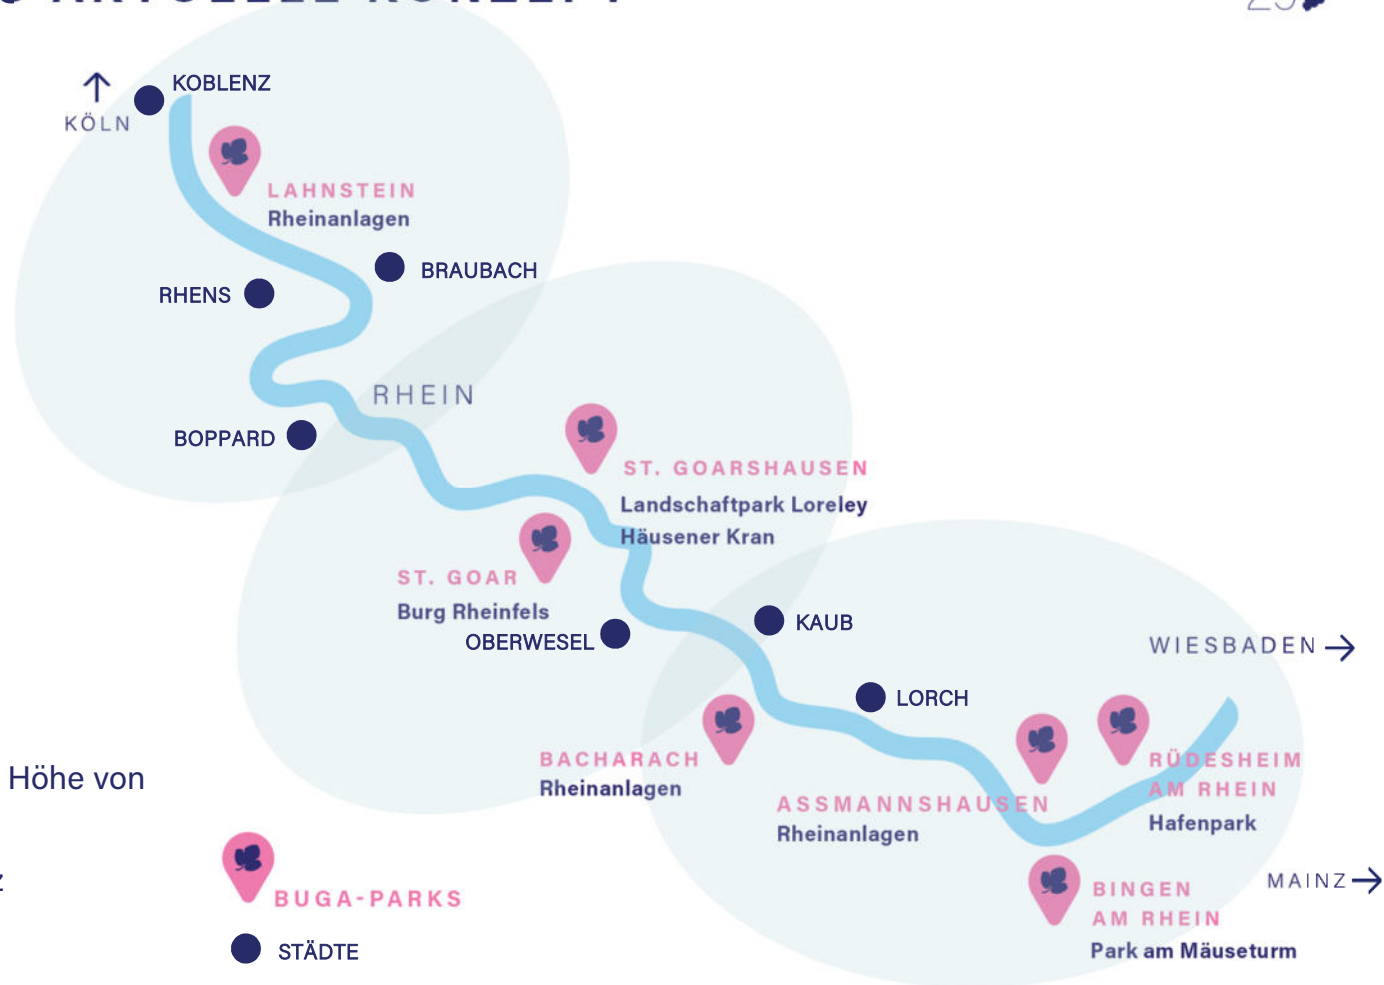 AKTUELLE KONZEPT
KOBLENZ
KÖLN
LAHNSTEIN
Rheinanlagen
BRAUBACH
RHENS
RHEIN
BOPPARD
ST. GOARSHAUSEN
Landschaftpark Loreley
Häusener Kran
ST. GOAR
Burg Rheinfels
OBERWESEL
KAUB
WIESBADEN
LORCH
BACHARACH
Rheinanlagen
ASSMANNSHAUSEN
Rheinanlagen
RÜDESHEIM
AM RHEIN
Hafenpark
Höhe von
BINGEN
AM RHEIN
Park am Mäuseturm
MAINZ
BUGA-PARKS
STÄDTE